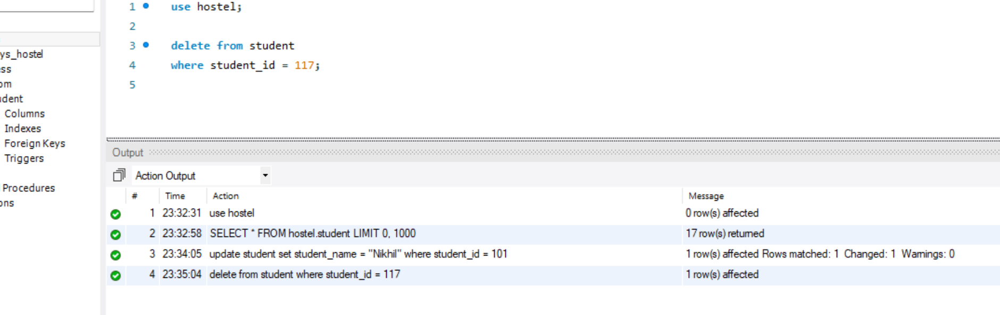 1 use hostel;
2
3 delete from student
4 where student_id = 117;
5
ys_hostel
ess
om
udent
Columns
Indexes
Foreign Keys
Triggers
Procedures
ons
Output
Action Output
# Time Action Message
1 23:32:31 use hostel 0 row(s) affected
2 23:32:58 SELECT * FROM hostel.student LIMIT 0, 1000 17 row(s) returned
3 23:34:05 update student set student_name = "Nikhil" where student_id = 101 1 row(s) affected Rows matched: 1 Changed: 1 Warnings: 0
4 23:35:04 delete from student where student_id = 117 1 row(s) affected